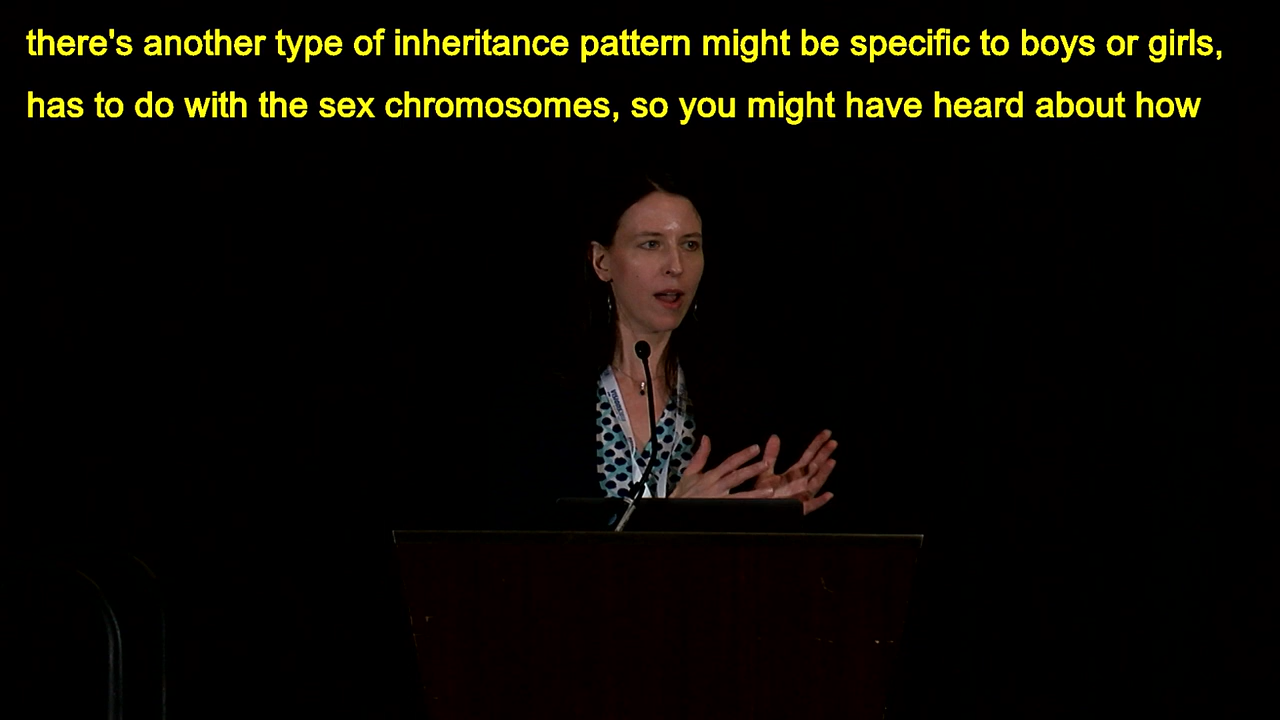 there's another type of inheritance pattern might be specific to boys or girls,
has to do with the sex chromosomes, so you might have heard about how